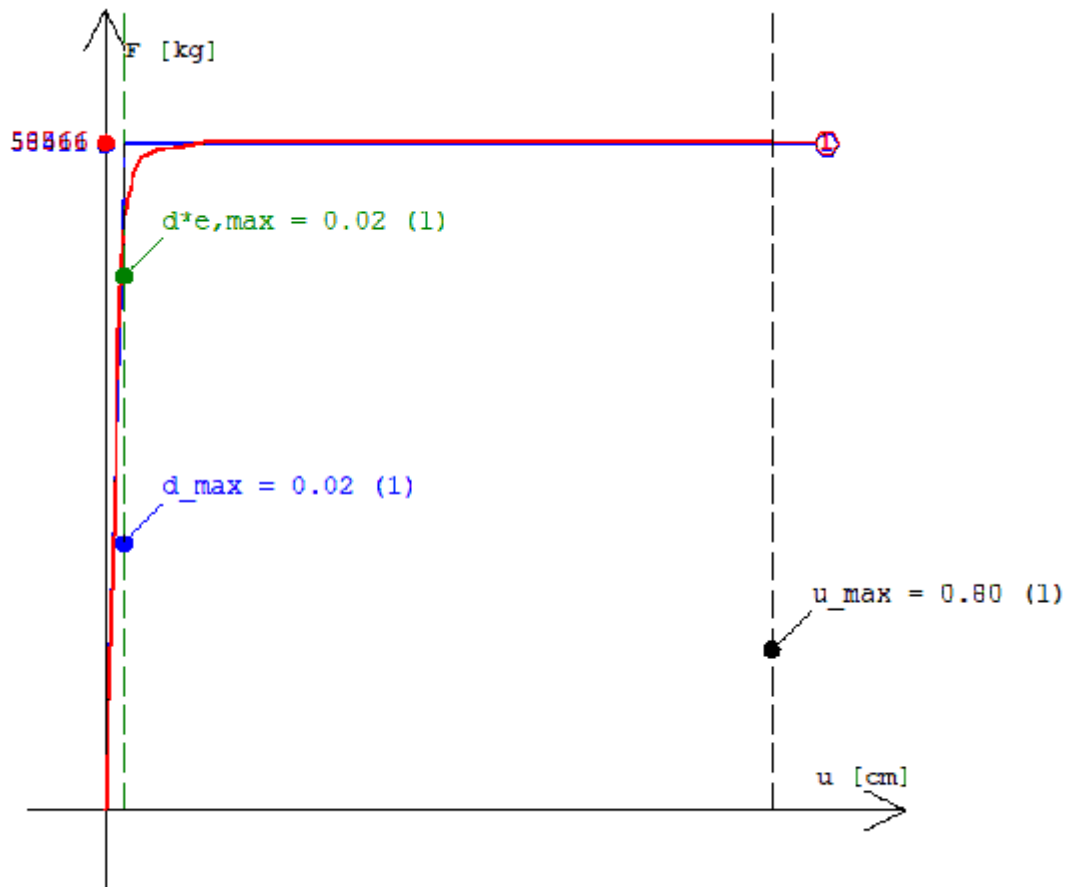 F [kg]
d*e,max = 0.02 (1)
d_max = 0.02 (1)
u_max = 0.80 (1)
u [cm]
1